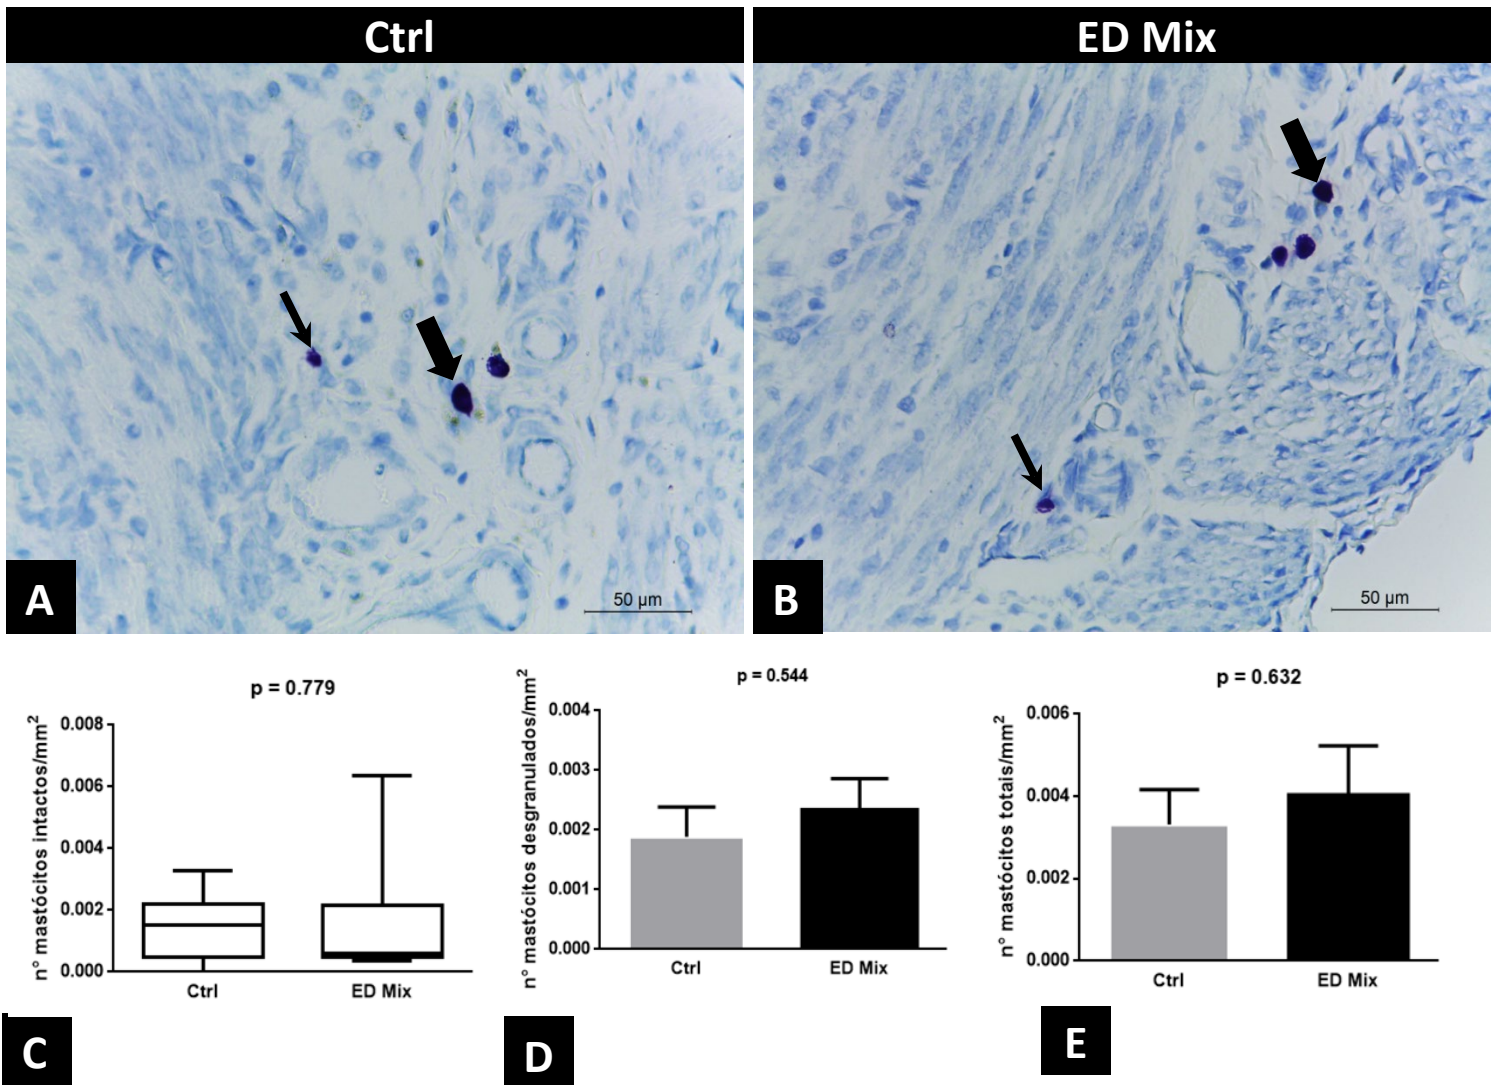 Ctrl
ED Mix
A
50 µm
B
50 µm
p = 0.779
n° mastócitos intactos/mm²
0.008
0.006
0.004
0.002
0.000
Ctrl
ED Mix
C
p = 0.544
n° mastócitos desgranulados/mm²
0.004
0.003
0.002
0.001
0.000
Ctrl
ED Mix
D
p = 0.632
n° mastócitos totais/mm²
0.006
0.004
0.002
0.000
Ctrl
ED Mix
E